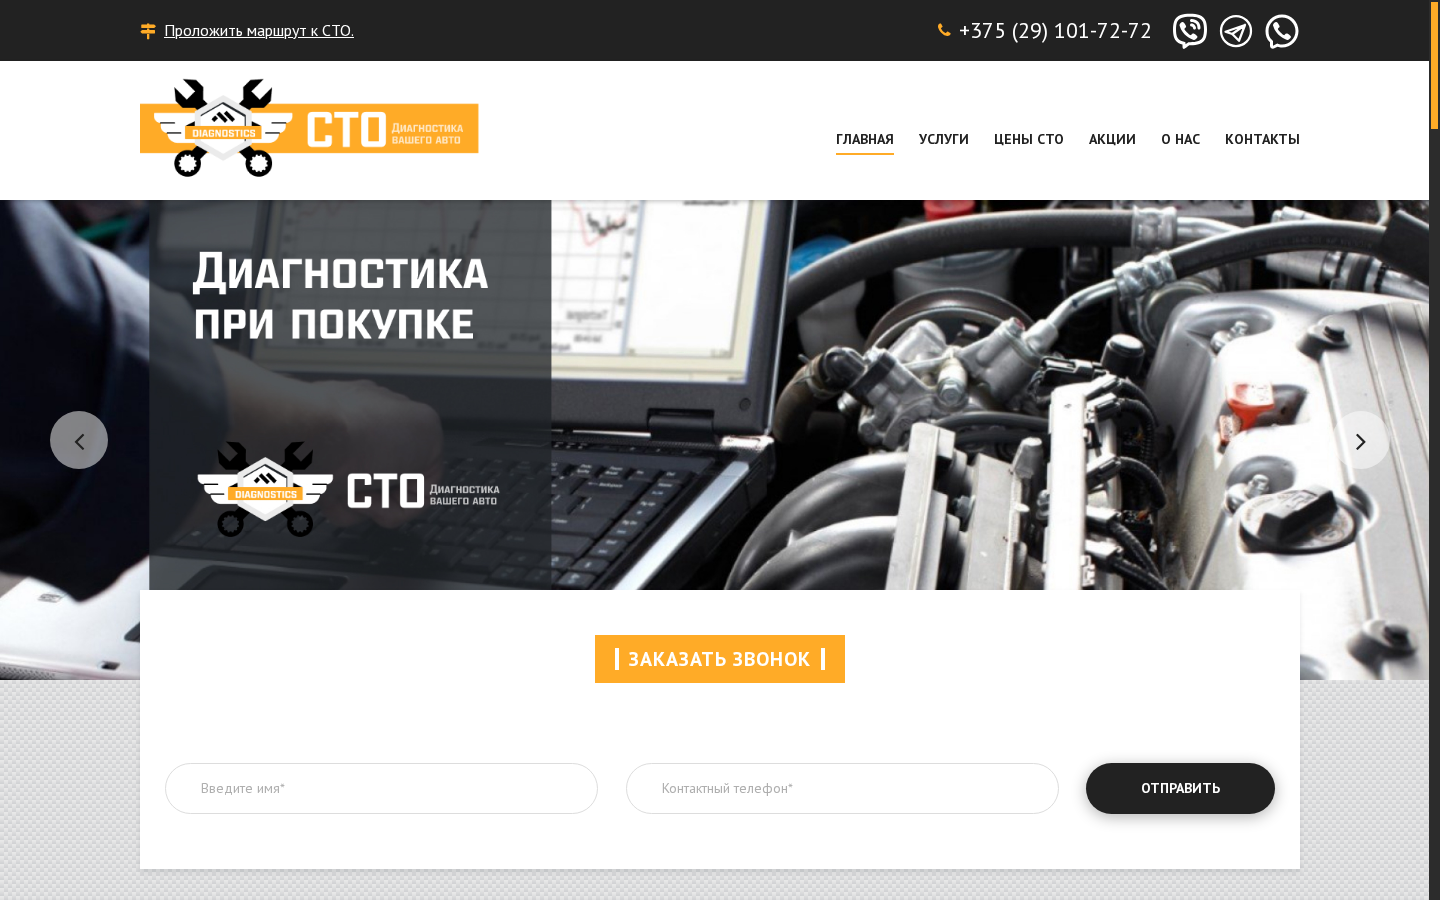 Проложить маршрут к СТО.
+375 (29) 101-72-72
DIAGNOSTICS
СТО
Диагностика
вашего авто
ГЛАВНАЯ
УСЛУГИ
ЦЕНЫ СТО
АКЦИИ
О НАС
КОНТАКТЫ
Диагностика
при покупке
DIAGNOSTICS
СТО
Диагностика
вашего авто
ЗАКАЗАТЬ ЗВОНОК
Введите имя*
Контактный телефон*
ОТПРАВИТЬ